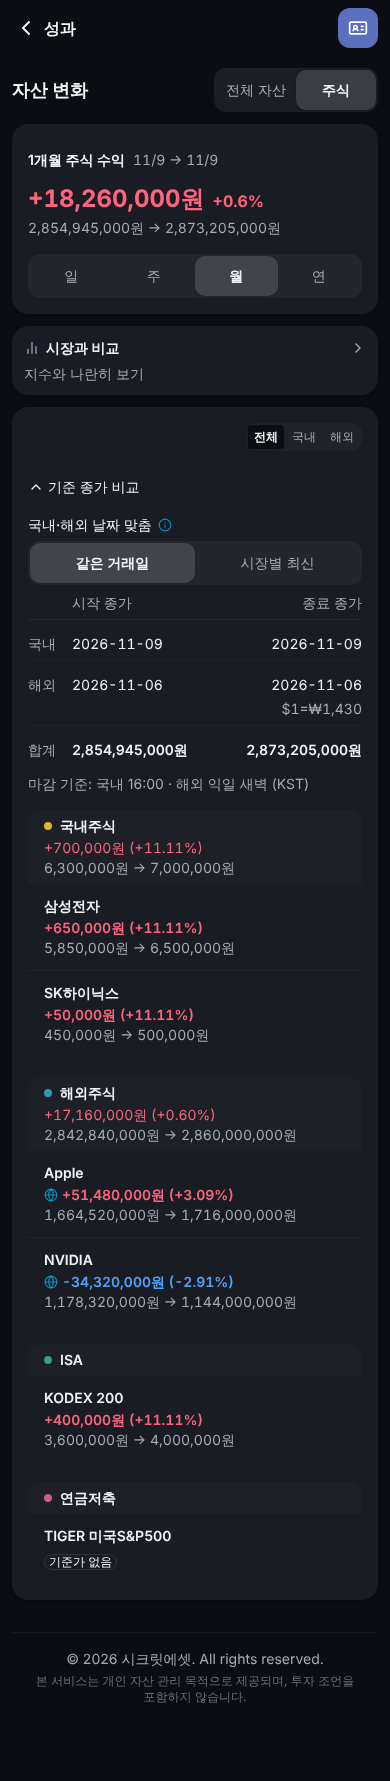 성과
자산 변화
전체 자산 주식
1개월 주식 수익 11/9 → 11/9
+18,260,000원 +0.6%
2,854,945,000원 → 2,873,205,000원
일 주 월 연
시장과 비교
지수와 나란히 보기
전체 국내 해외
기준 종가 비교
국내·해외 날짜 맞춤
같은 거래일 시장별 최신
시작 종가 종료 종가
국내 2026-11-09 2026-11-09
해외 2026-11-06 2026-11-06
$1=₩1,430
합계 2,854,945,000원 2,873,205,000원
마감 기준: 국내 16:00 · 해외 익일 새벽 (KST)
국내주식
+700,000원 (+11.11%)
6,300,000원 → 7,000,000원
삼성전자
+650,000원 (+11.11%)
5,850,000원 → 6,500,000원
SK하이닉스
+50,000원 (+11.11%)
450,000원 → 500,000원
해외주식
+17,160,000원 (+0.60%)
2,842,840,000원 → 2,860,000,000원
Apple
+51,480,000원 (+3.09%)
1,664,520,000원 → 1,716,000,000원
NVIDIA
-34,320,000원 (-2.91%)
1,178,320,000원 → 1,144,000,000원
ISA
KODEX 200
+400,000원 (+11.11%)
3,600,000원 → 4,000,000원
연금저축
TIGER 미국S&P500
기준가 없음
© 2026 시크릿에셋. All rights reserved.
본 서비스는 개인 자산 관리 목적으로 제공되며, 투자 조언을
포함하지 않습니다.